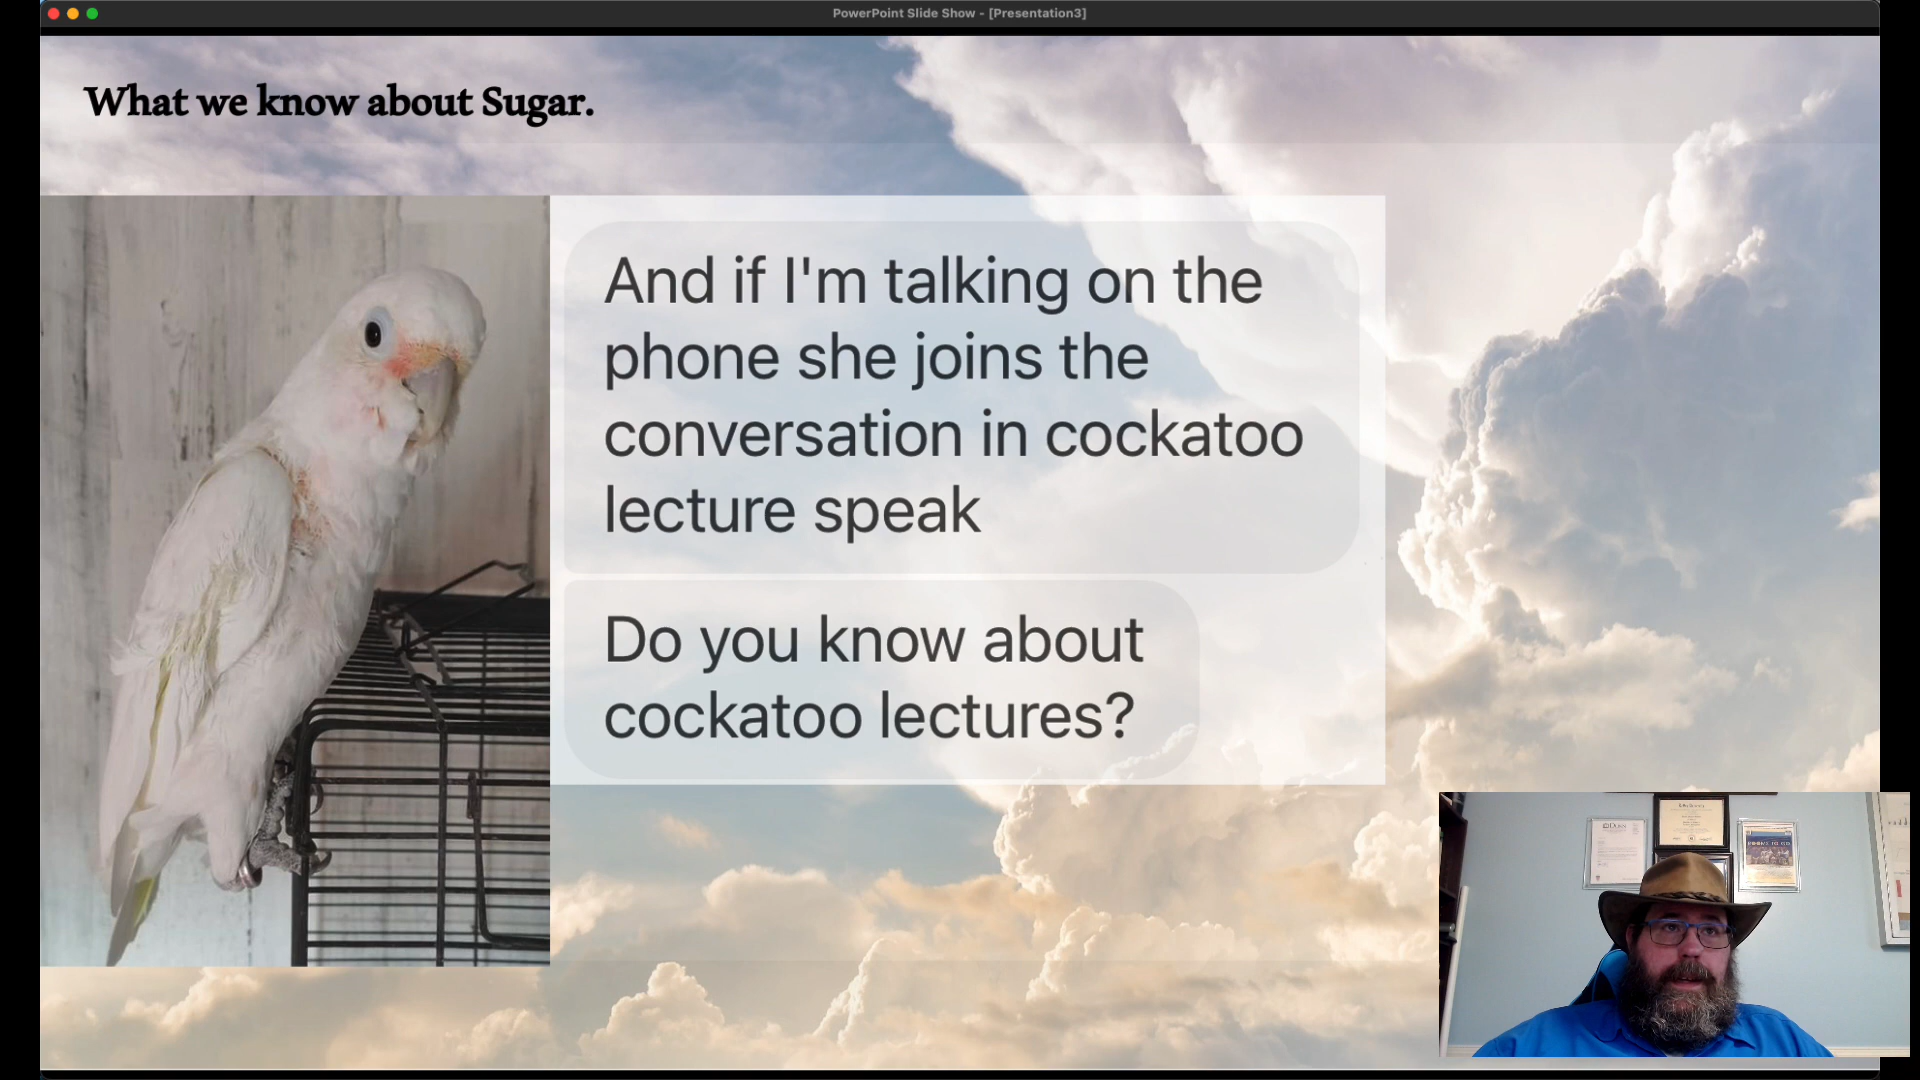 PowerPoint Slide Show - [Presentation3]
What we know about Sugar.
And if I'm talking on the
phone she joins the
conversation in cockatoo
lecture speak
Do you know about
cockatoo lectures?